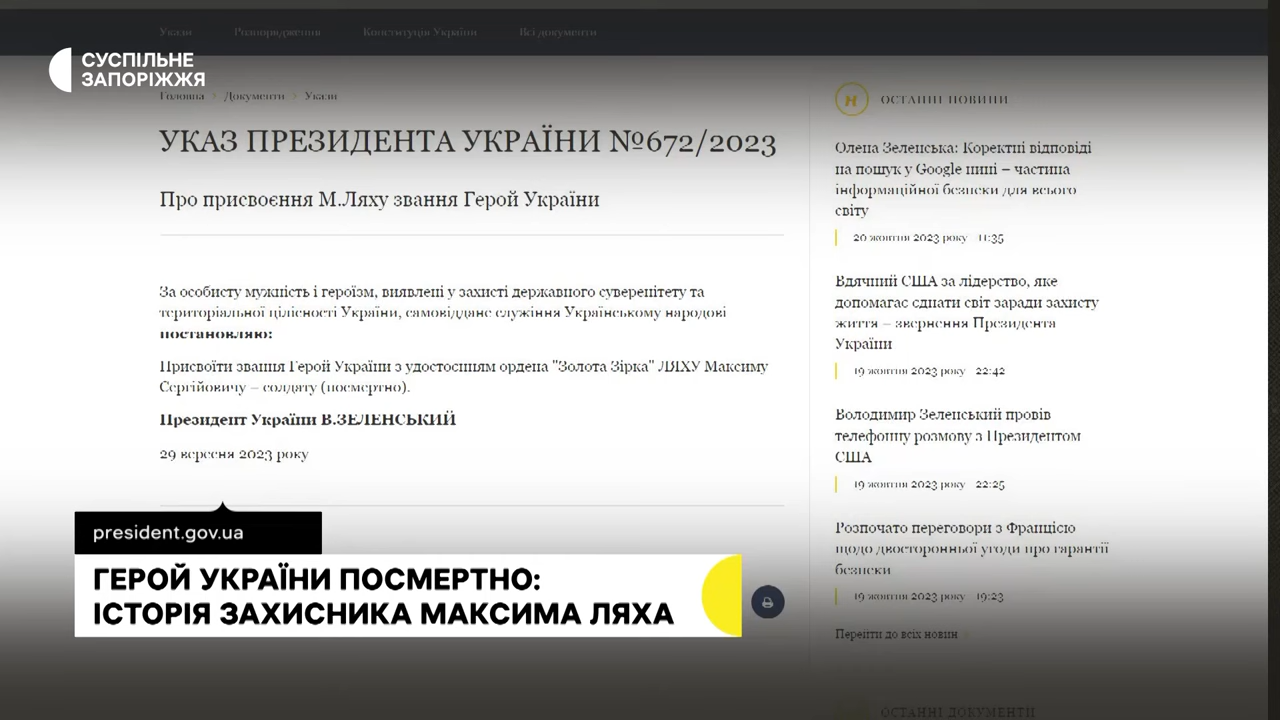 Укази Розпорядження Конституція України Всі документи
СУСПІЛЬНЕ
ЗАПОРІЖЖЯ
Головна > Документи > Укази
УКАЗ ПРЕЗИДЕНТА УКРАЇНИ №672/2023
Про присвоєння М.Ляху звання Герой України
За особисту мужність і героїзм, виявлені у захисті державного суверенітету та
територіальної цілісності України, самовіддане служіння Українському народові
постановляю:
Присвоїти звання Герой України з удостоєнням ордена "Золота Зірка" ЛЯХУ Максиму
Сергійовичу – солдату (посмертно).
Президент України В.ЗЕЛЕНСЬКИЙ
29 вересня 2023 року
president.gov.ua
ГЕРОЙ УКРАЇНИ ПОСМЕРТНО:
ІСТОРІЯ ЗАХИСНИКА МАКСИМА ЛЯХА
ОСТАННІ НОВИНИ
Олена Зеленська: Коректні відповіді
на пошук у Google нині – частина
інформаційної безпеки для всього
світу
20 жовтня 2023 року 11:35
Вдячний США за лідерство, яке
допомагає єднати світ заради захисту
життя – звернення Президента
України
19 жовтня 2023 року 22:42
Володимир Зеленський провів
телефонну розмову з Президентом
США
19 жовтня 2023 року 22:25
Розпочато переговори з Францією
щодо двосторонньої угоди про гарантії
безпеки
19 жовтня 2023 року 19:23
Перейти до всіх новин
ОСТАННІ ДОКУМЕНТИ